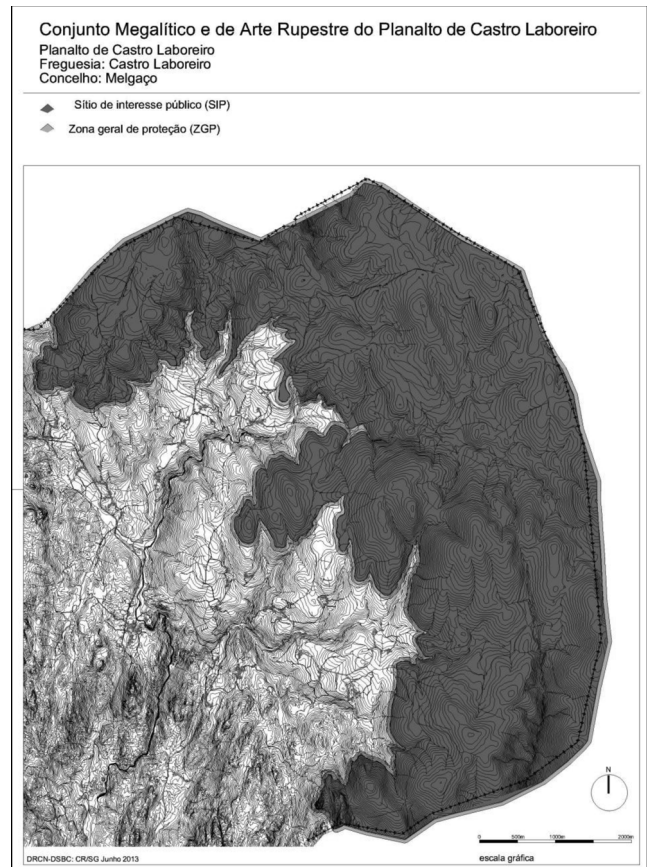 Conjunto Megalítico e de Arte Rupestre do Planalto de Castro Laboreiro
Planalto de Castro Laboreiro
Freguesia: Castro Laboreiro
Concelho: Melgaço
Sítio de interesse público (SIP)
Zona geral de proteção (ZGP)
N
0 500m 1000m 2000m
DRCN-DSBC: CR/SG Junho 2013
escala gráfica